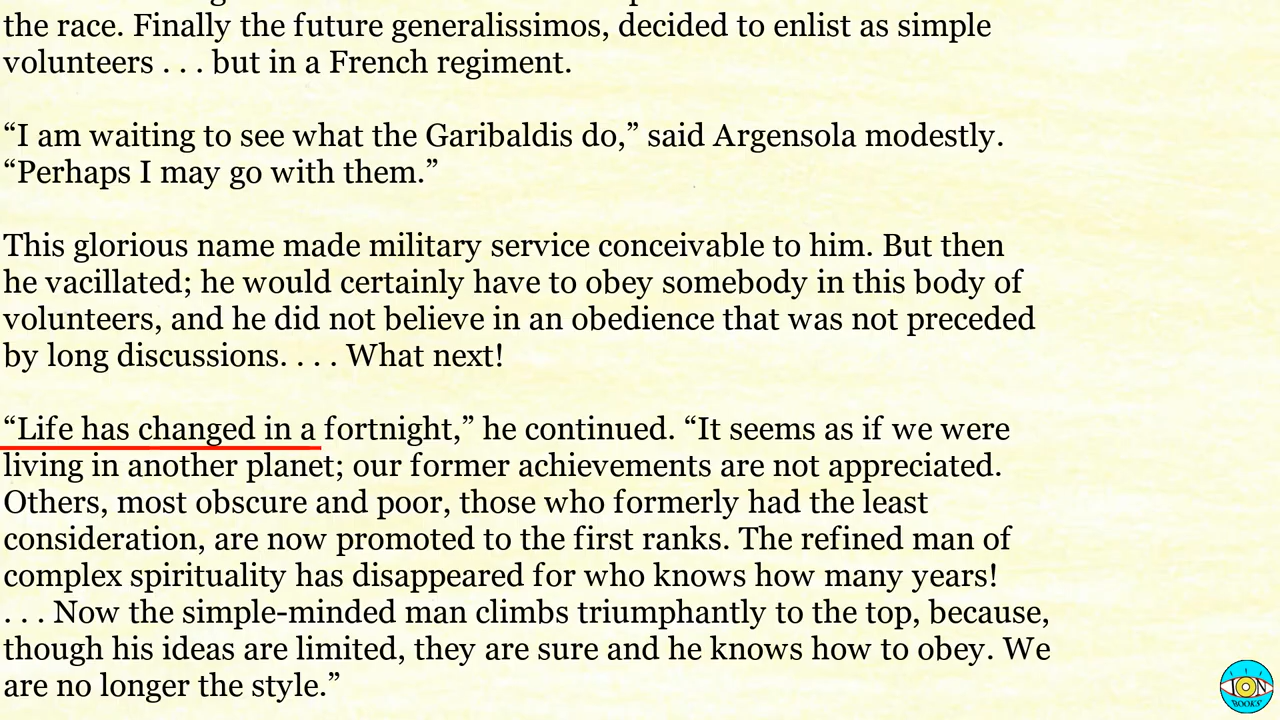 the race. Finally the future generalissimos, decided to enlist as simple
volunteers . . . but in a French regiment.
“I am waiting to see what the Garibaldis do,” said Argensola modestly.
“Perhaps I may go with them.”
This glorious name made military service conceivable to him. But then
he vacillated; he would certainly have to obey somebody in this body of
volunteers, and he did not believe in an obedience that was not preceded
by long discussions. . . . What next!
“Life has changed in a fortnight,” he continued. “It seems as if we were
living in another planet; our former achievements are not appreciated.
Others, most obscure and poor, those who formerly had the least
consideration, are now promoted to the first ranks. The refined man of
complex spirituality has disappeared for who knows how many years!
. . . Now the simple-minded man climbs triumphantly to the top, because,
though his ideas are limited, they are sure and he knows how to obey. We
are no longer the style.”
ION
BOOKS